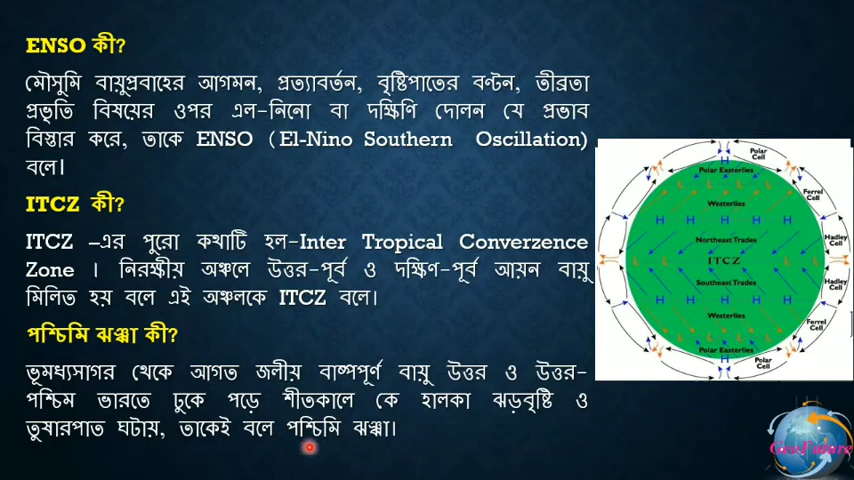 ENSO কী?
মৌসুমি বায়ুপ্রবাহের আগমন, প্রত্যাবর্তন, বৃষ্টিপাতের বণ্টন, তীব্রতা
প্রভৃতি বিষয়ের ওপর এল-নিনো বা দক্ষিণি দোলন যে প্রভাব
বিস্তার করে, তাকে ENSO (El-Nino Southern Oscillation)
বলে।
ITCZ কী?
ITCZ –এর পুরো কথাটি হল-Inter Tropical Converzence
Zone । নিরক্ষীয় অঞ্চলে উত্তর-পূর্ব ও দক্ষিণ-পূর্ব আয়ন বায়ু
মিলিত হয় বলে এই অঞ্চলকে ITCZ বলে।
পশ্চিমি ঝঞ্ঝা কী?
ভূমধ্যসাগর থেকে আগত জলীয় বাষ্পপূর্ণ বায়ু উত্তর ও উত্তর-
পশ্চিম ভারতে ঢুকে পড়ে শীতকালে কে হালকা ঝড়বৃষ্টি ও
তুষারপাত ঘটায়, তাকেই বলে পশ্চিমি ঝঞ্ঝা।
Polar
Cell
H
Polar Easterlies
L L L L L
Ferrel
Cell
Westerlies
H H H H
Hadley
Cell
Northeast Trades
L L ITCZ L L
Southeast Trades
Hadley
Cell
H H H H
Westerlies
Ferrel
Cell
L L
Polar Easterlies
H
Polar
Cell
GeoFuture